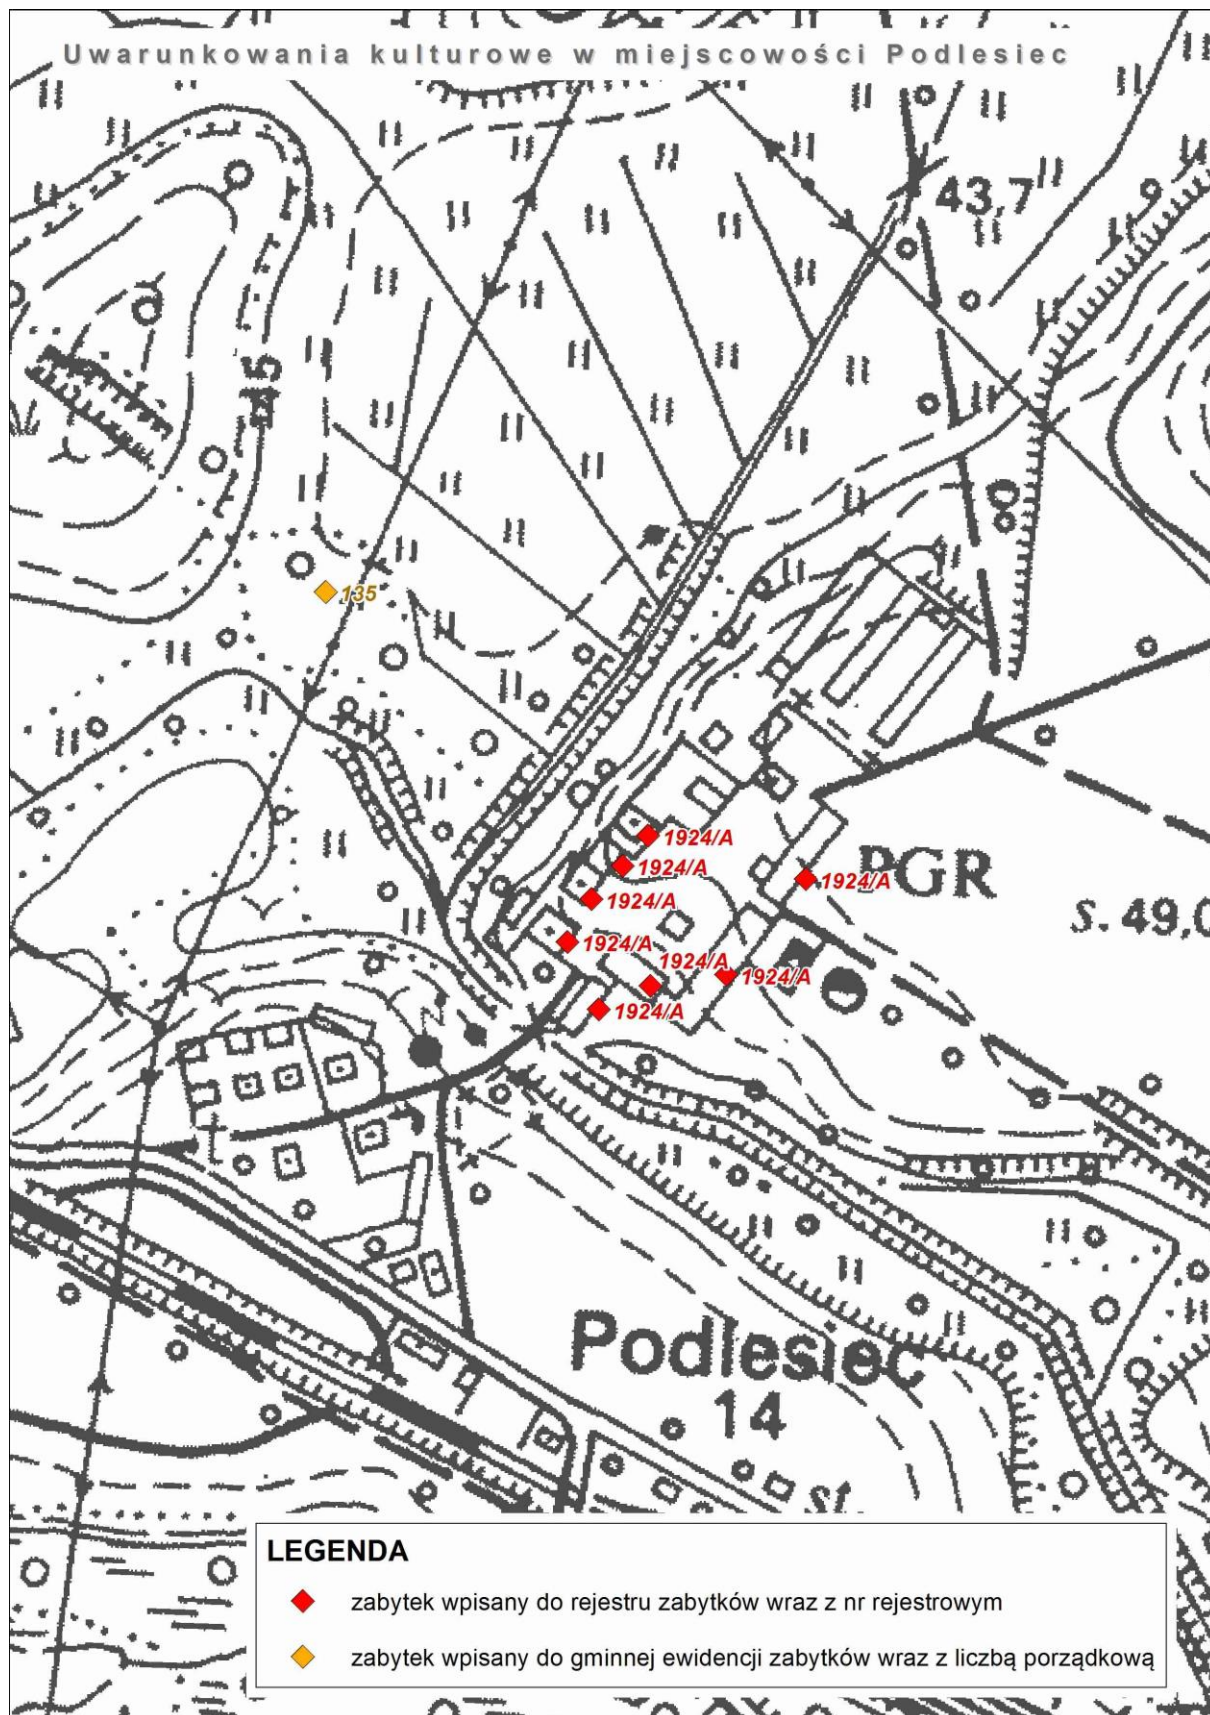 Uwarunkowania kulturowe w miejscowości Podlesiec
43,7
45
135
1924/A
1924/A
1924/A
PGR
1924/A
s. 49,0
1924/A
1924/A
1924/A
1924/A
Podlesiec
14
LEGENDA
zabytek wpisany do rejestru zabytków wraz z nr rejestrowym
zabytek wpisany do gminnej ewidencji zabytków wraz z liczbą porządkową